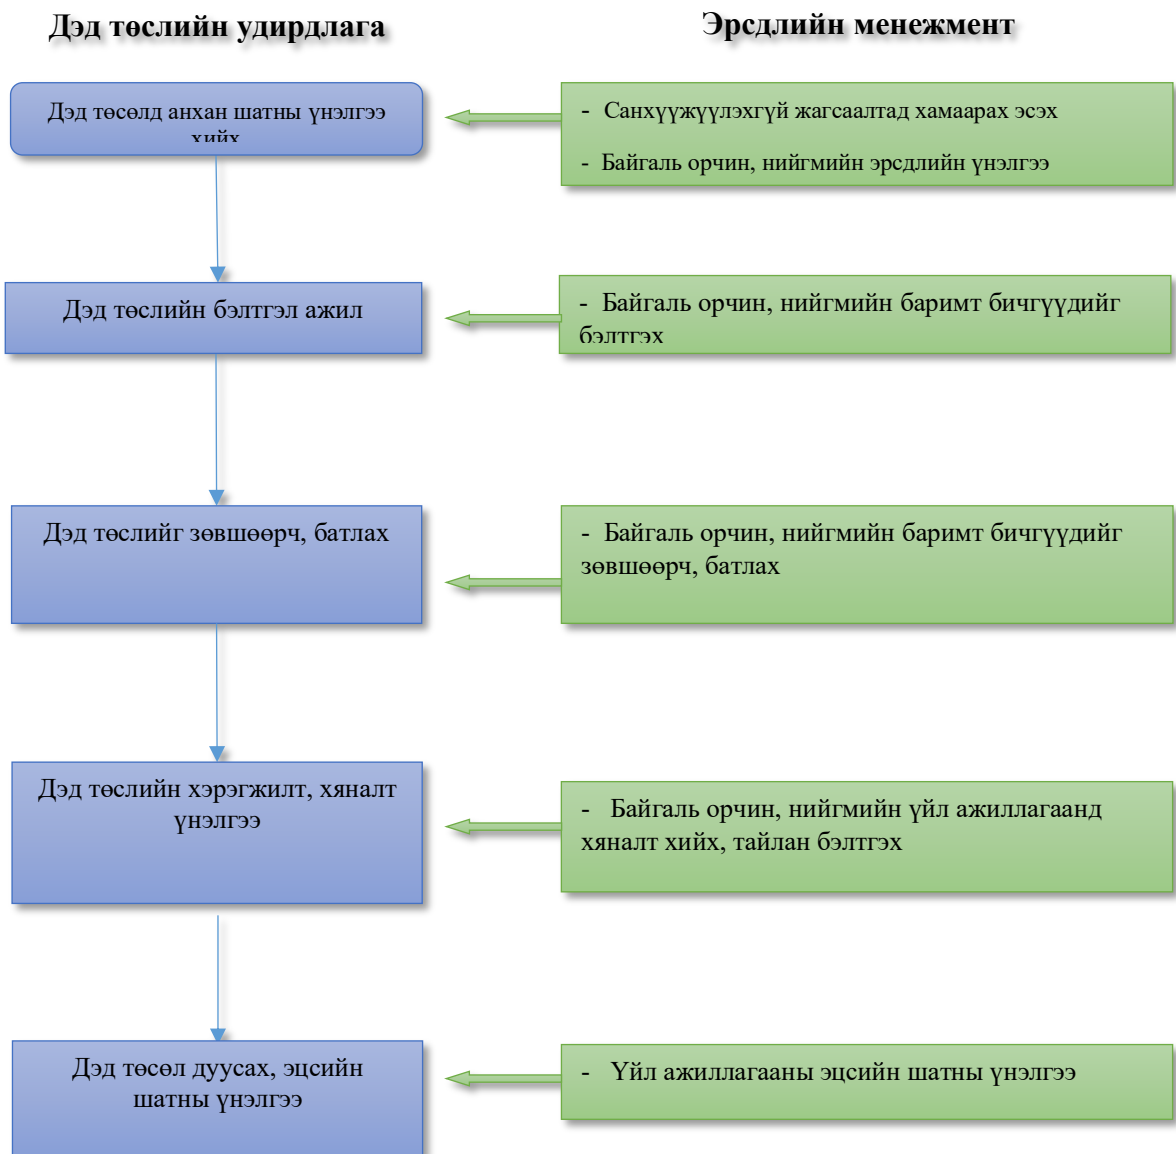 Дэд төслийн удирдлага
Эрсдлийн менежмент
Дэд төсөлд анхан шатны үнэлгээ
хийх
- Санхүүжүүлэхгүй жагсаалтад хамаарах эсэх
- Байгаль орчин, нийгмийн эрсдлийн үнэлгээ
Дэд төслийн бэлтгэл ажил
- Байгаль орчин, нийгмийн баримт бичгүүдийг
бэлтгэх
Дэд төслийг зөвшөөрч, батлах
- Байгаль орчин, нийгмийн баримт бичгүүдийг
зөвшөөрч, батлах
Дэд төслийн хэрэгжилт, хяналт
үнэлгээ
- Байгаль орчин, нийгмийн үйл ажиллагаанд
хяналт хийх, тайлан бэлтгэх
Дэд төсөл дуусах, эцсийн
шатны үнэлгээ
- Үйл ажиллагааны эцсийн шатны үнэлгээ